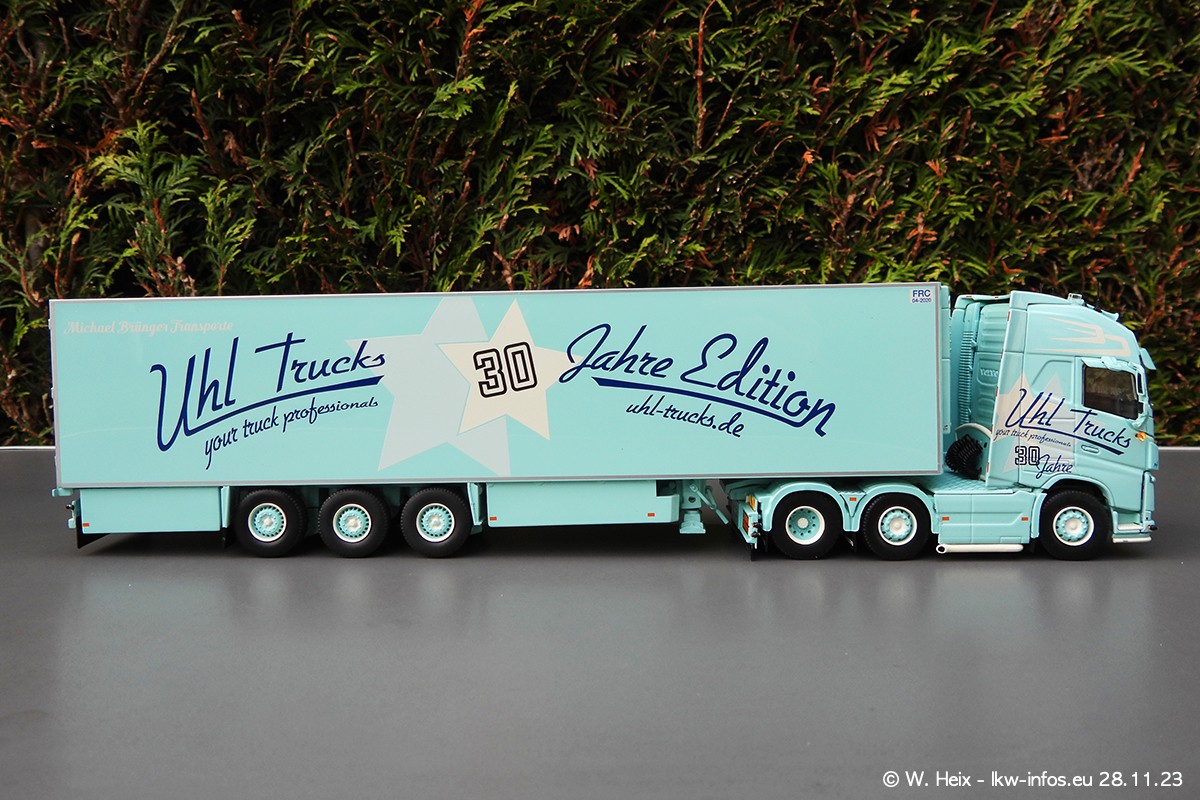 FRC
04-2026
Michael Brünger Transporte
Uhl Trucks
your truck professionals
30
Jahre Edition
uhl-trucks.de
Uhl Trucks
your truck professionals
30 Jahre
© W. Heix - lkw-infos.eu 28.11.23